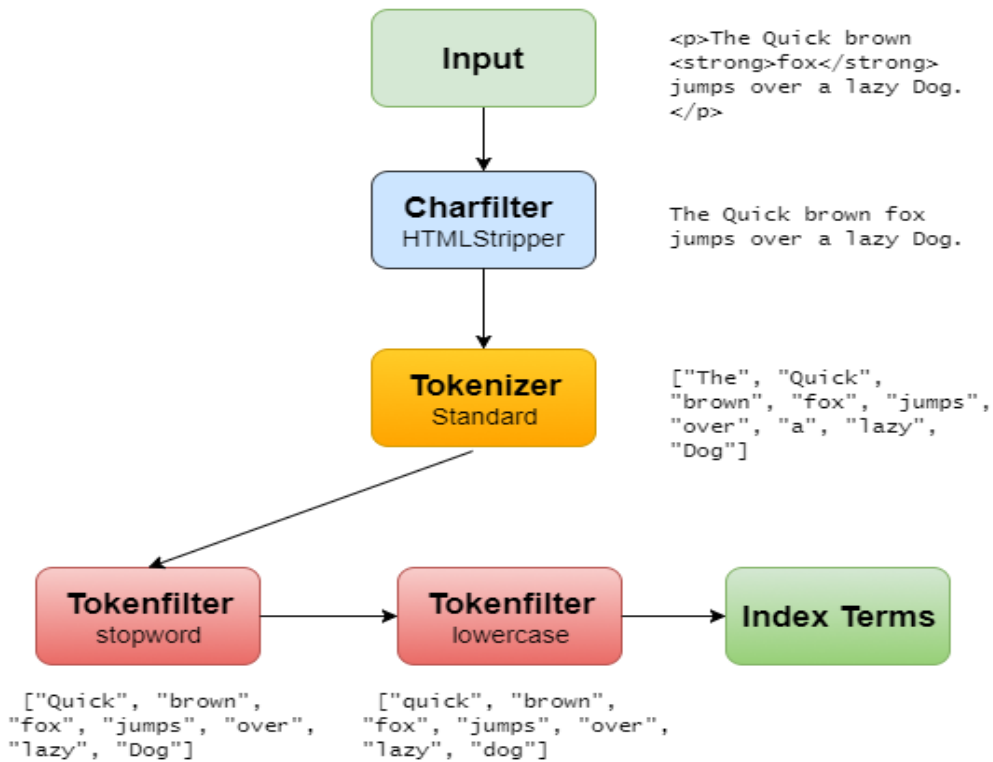 Input
<p>The Quick brown
<strong>fox</strong>
jumps over a lazy Dog.
</p>
Charfilter
HTMLStripper
The Quick brown fox
jumps over a lazy Dog.
Tokenizer
Standard
["The", "Quick",
"brown", "fox", "jumps",
"over", "a", "lazy",
"Dog"]
Tokenfilter
stopword
Tokenfilter
lowercase
Index Terms
["Quick", "brown",
"fox", "jumps", "over",
"lazy", "Dog"]
["quick", "brown",
"fox", "jumps", "over",
"lazy", "dog"]